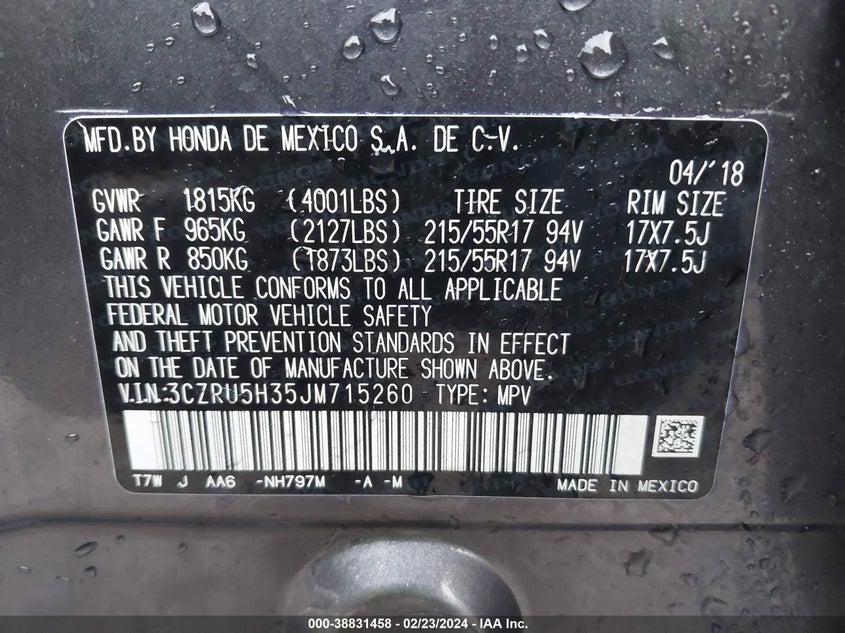 MFD.BY HONDA DE MEXICO S.A. DE C.V.
04/'18
GVWR 1815KG (4001LBS) TIRE SIZE RIM SIZE
GAWR F 965KG (2127LBS) 215/55R17 94V 17X7.5J
GAWR R 850KG (1873LBS) 215/55R17 94V 17X7.5J
THIS VEHICLE CONFORMS TO ALL APPLICABLE
FEDERAL MOTOR VEHICLE SAFETY
AND THEFT PREVENTION STANDARDS IN EFFECT
ON THE DATE OF MANUFACTURE SHOWN ABOVE.
V.I.N:3CZRU5H35JM715260 TYPE: MPV
T7W J AA6 -NH797M -A -M
MADE IN MEXICO
000-38831458 - 02/23/2024 - IAA Inc.